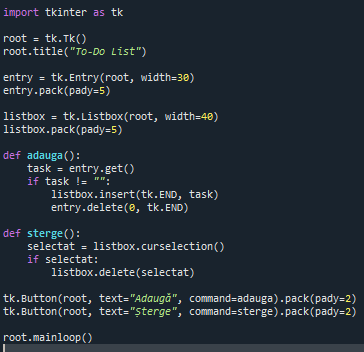 import tkinter as tk
root = tk.Tk()
root.title("To-Do List")
entry = tk.Entry(root, width=30)
entry.pack(pady=5)
listbox = tk.Listbox(root, width=40)
listbox.pack(pady=5)
def adauga():
    task = entry.get()
    if task != "":
        listbox.insert(tk.END, task)
        entry.delete(0, tk.END)
def sterge():
    selectat = listbox.curselection()
    if selectat:
        listbox.delete(selectat)
tk.Button(root, text="Adaugă", command=adauga).pack(pady=2)
tk.Button(root, text="Șterge", command=sterge).pack(pady=2)
root.mainloop()